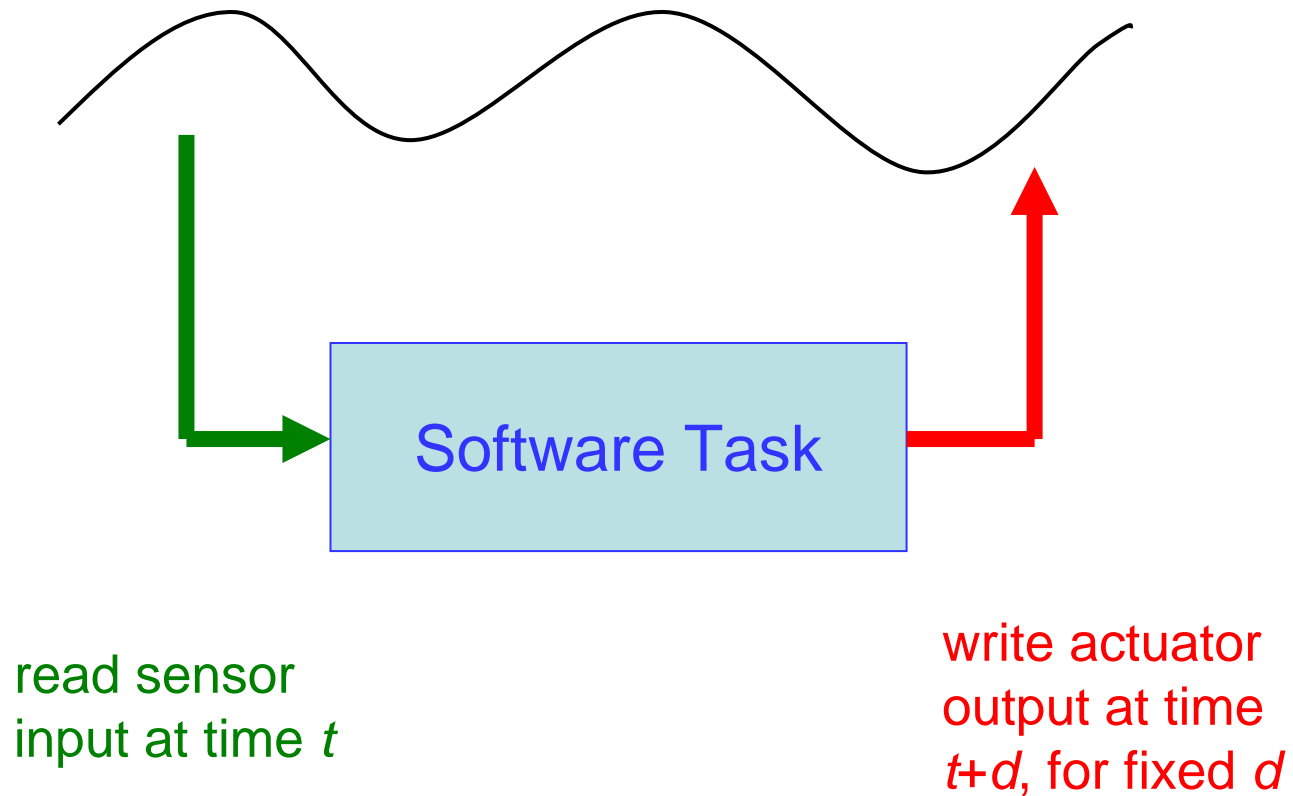 Software Task
read sensor
input at time t
write actuator
output at time
t+d, for fixed d